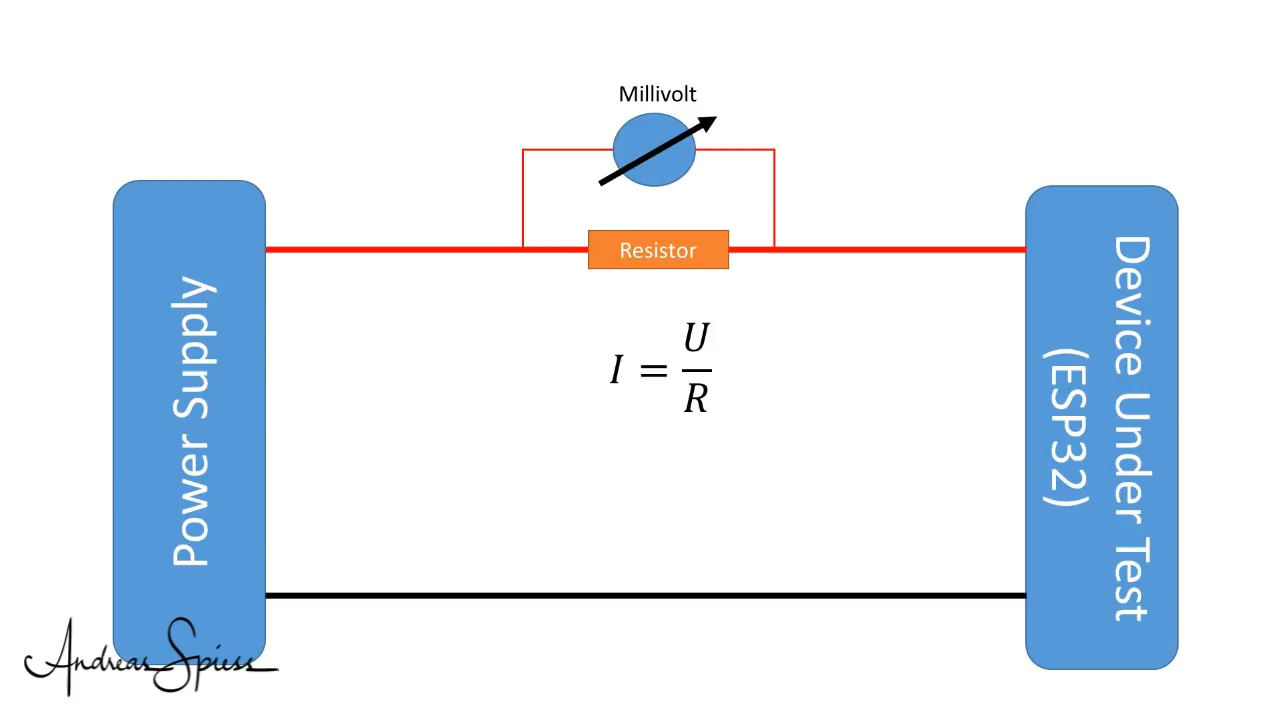 Millivolt
Resistor
I = U/R
Power Supply
Device Under Test
(ESP32)
Andreas Spiess